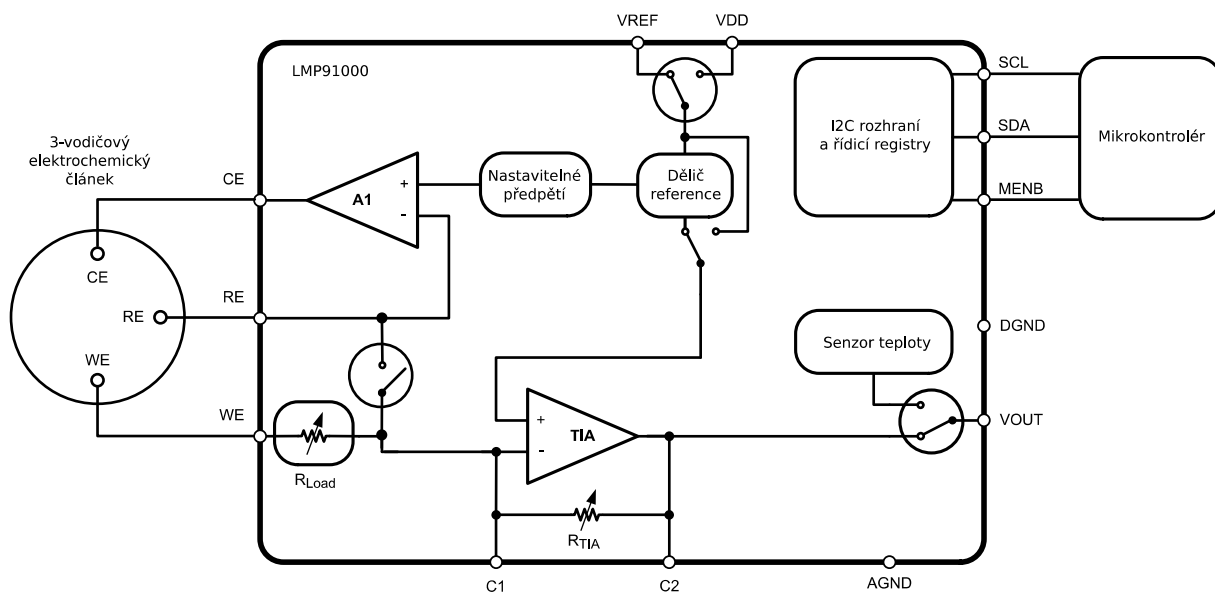 VREF
VDD
LMP91000
SCL
SDA
MENB
I2C rozhraní
a řídicí registry
Mikrokontrolér
3-vodičový
elektrochemický
článek
CE
A1
+
-
Nastavitelné
předpětí
Dělič
reference
CE
RE
WE
RE
WE
RLoad
TIA
+
-
RTIA
Senzor teploty
DGND
VOUT
C1
C2
AGND